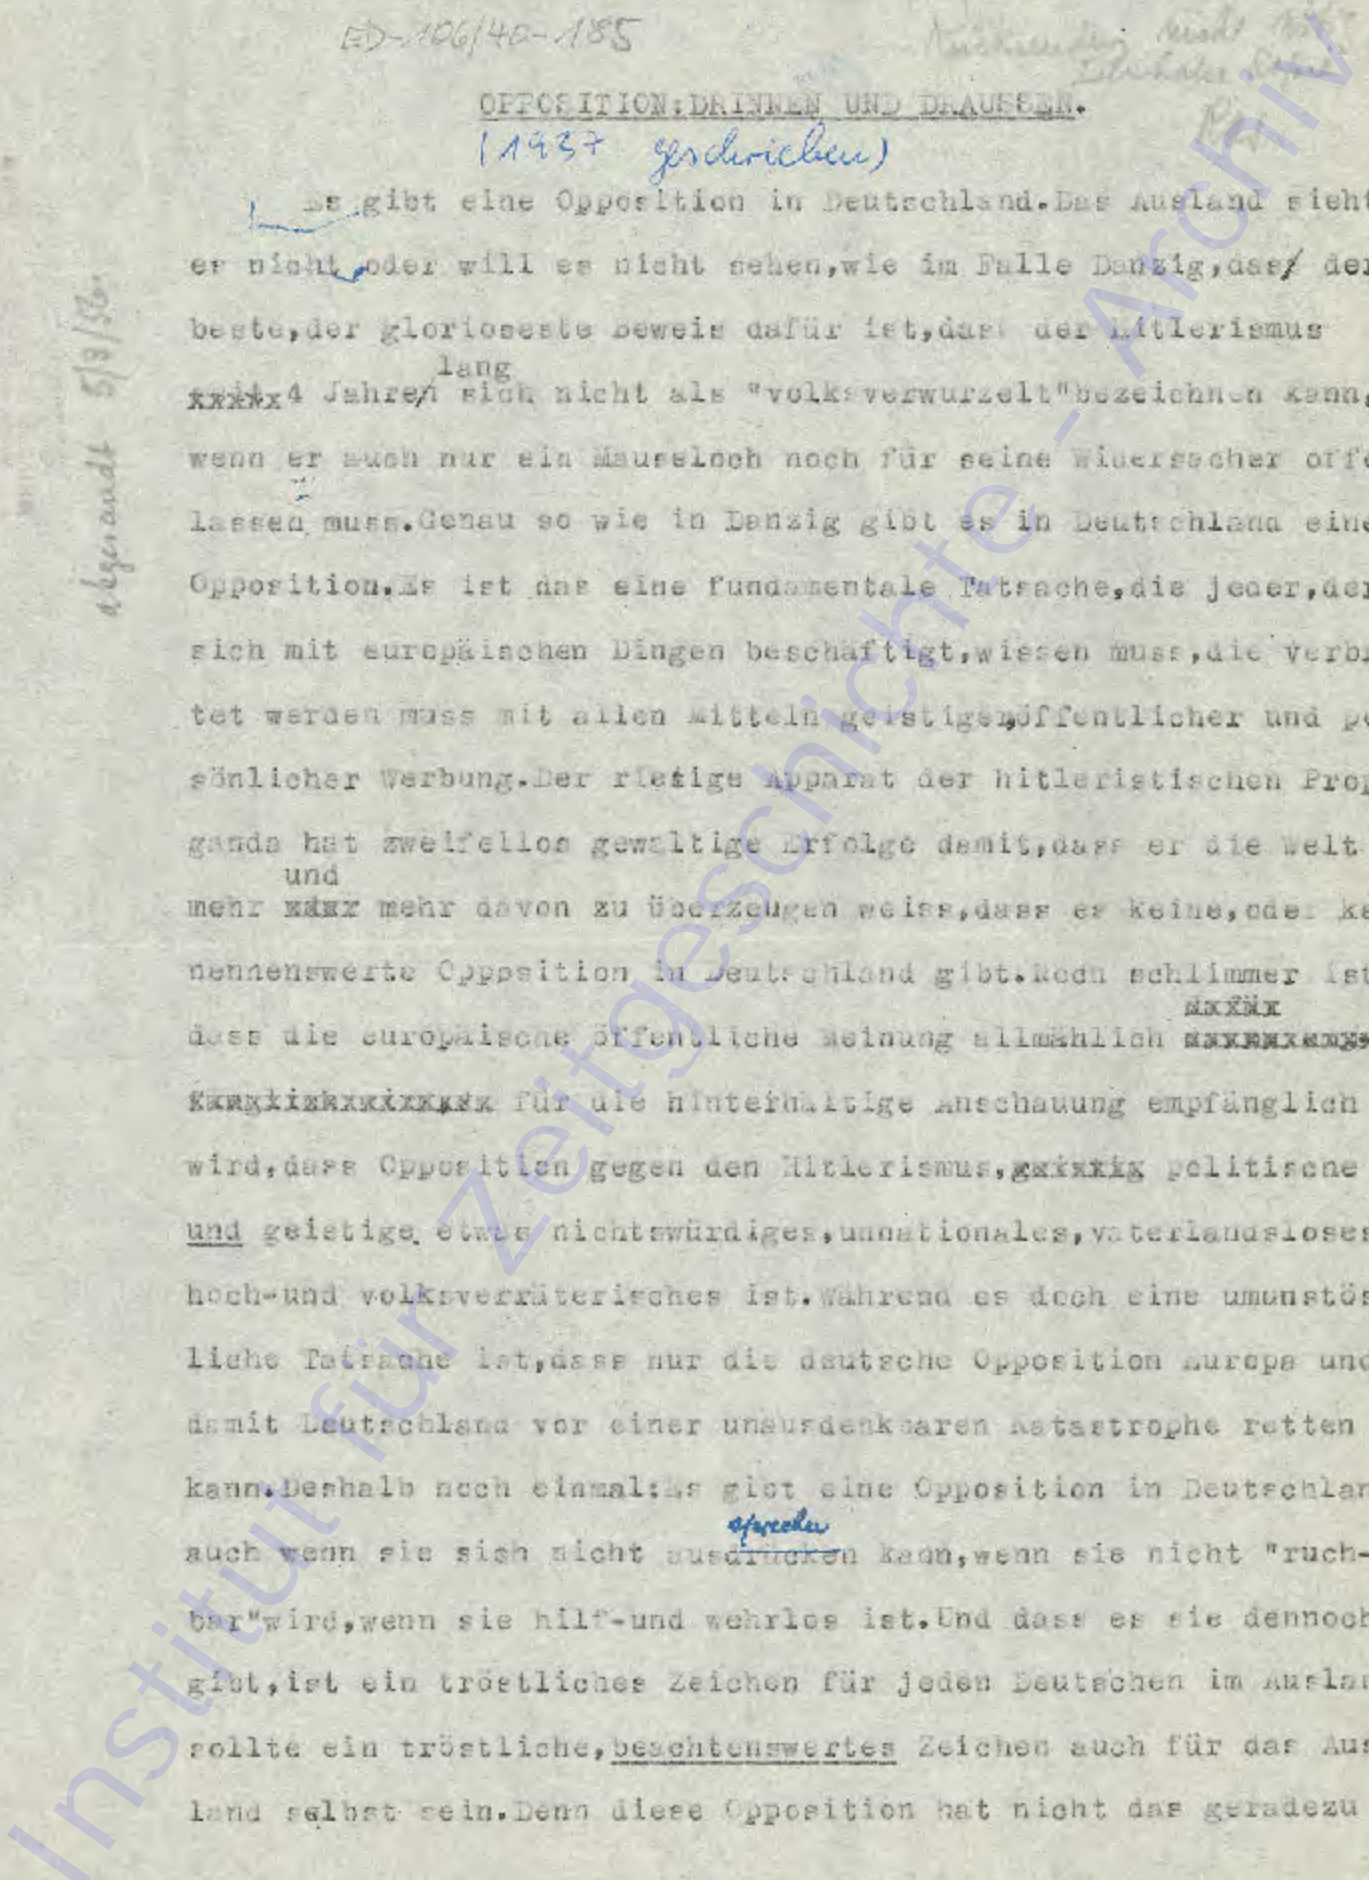 ED-106/40-185
OPPOSITION:DRINNEN UND DRAUSSEN.
(1937 geschrieben)
Es gibt eine Opposition in Deutschland.Das Ausland sieht
es nicht,oder will es nicht sehen,wie im Falle Danzig,das der
beste,der glorioseste Beweis dafür ist,dass der Hitlerismus
lang
4 Jahre sich nicht als "volksverwurzelt"bezeichnen kann,
wenn er auch nur ein Mauseloch noch für seine Widersacher offe
lassen muss.Genau so wie in Danzig gibt es in Deutschland eine
Opposition.Es ist das eine fundamentale Tatsache,die jeder,der
sich mit europäischen Dingen beschäftigt,wissen muss,die verbr
tet werden muss mit allen Mitteln geistiger,öffentlicher und pe
sönlicher Werbung.Der riesige Apparat der hitleristischen Prop
ganda hat zweifellos gewaltige Erfolge damit,dass er die Welt
und
mehr mehr davon zu überzeugen weiss,dass es keine,oder ke
nennenswerte Oppposition in Deutschland gibt.Noch schlimmer ist
dass die europäische öffentliche Meinung allmählich
für die hinterhältige Anschauung empfänglich
wird,dass Opposition gegen den Hitlerismus, politische
und geistige etwas nichtswürdiges,unnationales,vaterlandsloses
hoch-und volksverräterisches ist.Während es doch eine umunstös
liche Tatsache ist,dass nur die deutsche Opposition Europa und
damit Deutschland vor einer unausdenkbaren Katastrophe retten
kann.Deshalb noch einmal:Es gibt eine Opposition in Deutschlan
sprechen
auch wenn sie sich nicht ausdrücken kann,wenn sie nicht "ruch-
bar"wird,wenn sie hilf-und wehrlos ist.Und dass es sie dennoch
gibt,ist ein tröstliches Zeichen für jeden Deutschen im Auslan
sollte ein tröstliche,beachtenswertes Zeichen auch für das Aus
land selbst sein.Denn diese Opposition hat nicht das geradezu
abgesandt 5/3/36
Institut für Zeitgeschichte - Archiv